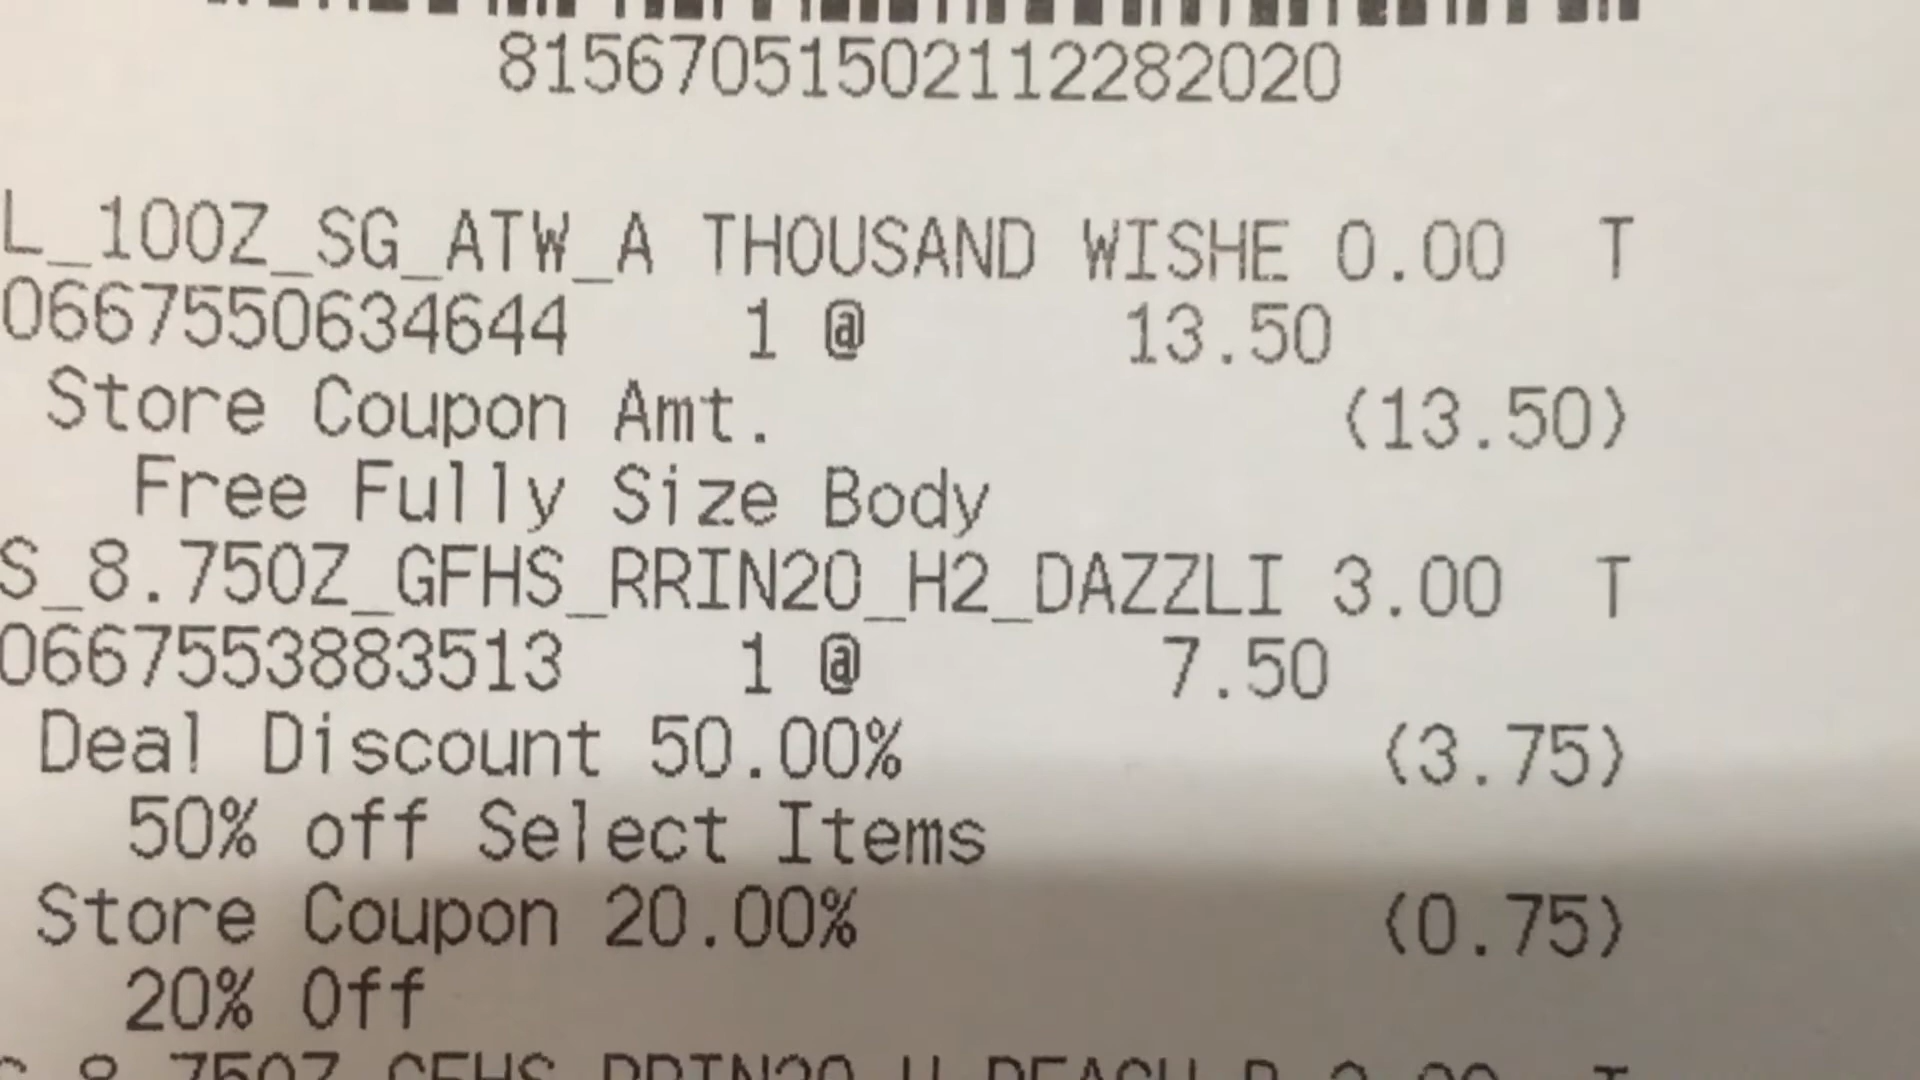 81567051502112282020
L_10OZ_SG_ATW_A THOUSAND WISHE 0.00 T
0667550634644 1 @ 13.50
Store Coupon Amt. (13.50)
Free Fully Size Body
S_8.75OZ_GFHS_RRIN20_H2_DAZZLI 3.00 T
0667553883513 1 @ 7.50
Deal Discount 50.00% (3.75)
50% off Select Items
Store Coupon 20.00% (0.75)
20% Off